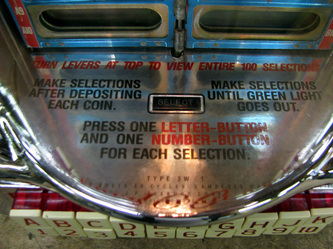 TURN LEVERS AT TOP TO VIEW ENTIRE 100 SELECTIONS
MAKE SELECTIONS
AFTER DEPOSITING
EACH COIN.
SELECT
MAKE SELECTIONS
UNTIL GREEN LIGHT
GOES OUT.
PRESS ONE LETTER-BUTTON
AND ONE NUMBER-BUTTON
FOR EACH SELECTION.
TYPE SW 1
A B C D
1 2 3 4 5 6 7 8 9 10